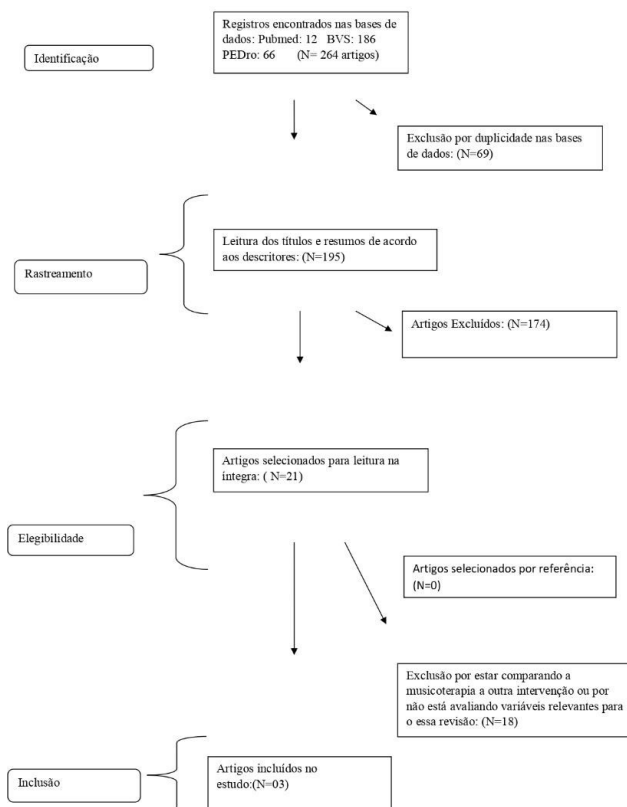 Registros encontrados nas bases de
dados: Pubmed: 12 BVS: 186
PEDro: 66 (N= 264 artigos)
Identificação
Exclusão por duplicidade nas bases
de dados: (N=69)
Leitura dos títulos e resumos de acordo
aos descritores: (N=195)
Rastreamento
Artigos Excluídos: (N=174)
Artigos selecionados para leitura na
íntegra: ( N=21)
Elegibilidade
Artigos selecionados por referência:
(N=0)
Exclusão por estar comparando a
musicoterapia a outra intervenção ou por
não está avaliando variáveis relevantes para
o essa revisão: (N=18)
Artigos incluídos no
estudo:(N=03)
Inclusão